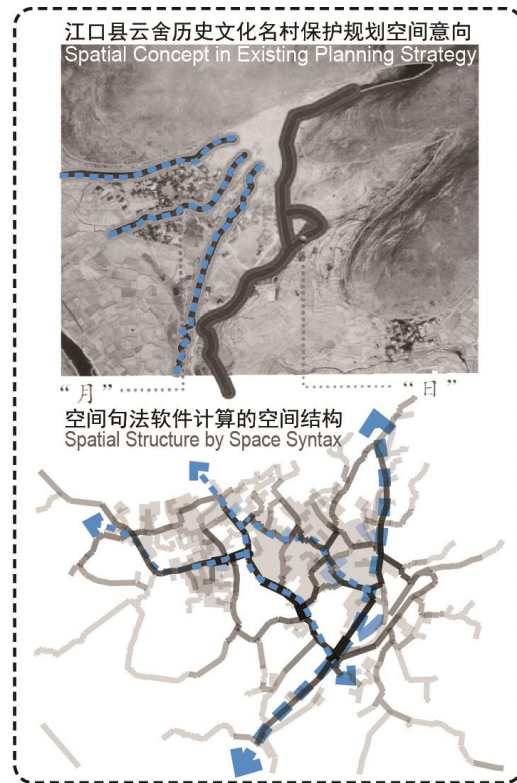 江口县云舍历史文化名村保护规划空间意向
Spatial Concept in Existing Planning Strategy
“月”
“日”
空间句法软件计算的空间结构
Spatial Structure by Space Syntax